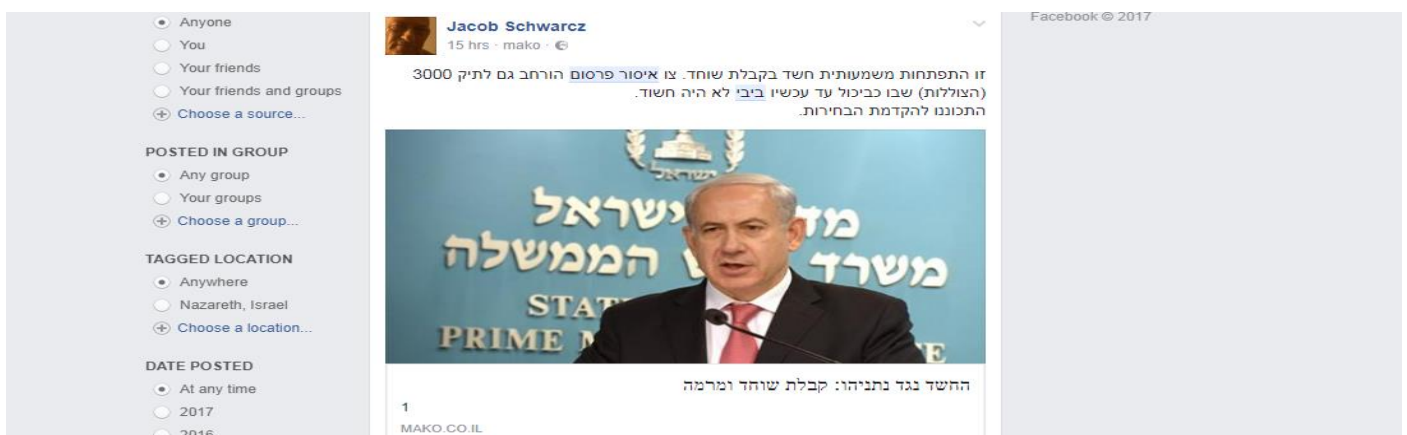 Anyone
You
Your friends
Your friends and groups
Choose a source...
POSTED IN GROUP
Any group
Your groups
Choose a group...
TAGGED LOCATION
Anywhere
Nazareth, Israel
Choose a location...
DATE POSTED
At any time
2017
2016
Jacob Schwarcz
15 hrs · mako ·
זו התפתחות משמעותית חשד בקבלת שוחד. צו איסור פרסום הורחב גם לתיק 3000
(הצוללות) שבו כביכול עד עכשיו ביבי לא היה חשוד.
התכוננו להקדמת הבחירות.
ישראל
מד ישראל
משרד הממשלה
STAT
PRIME M E
החשד נגד נתניהו: קבלת שוחד ומרמה
1
MAKO.CO.IL
Facebook © 2017